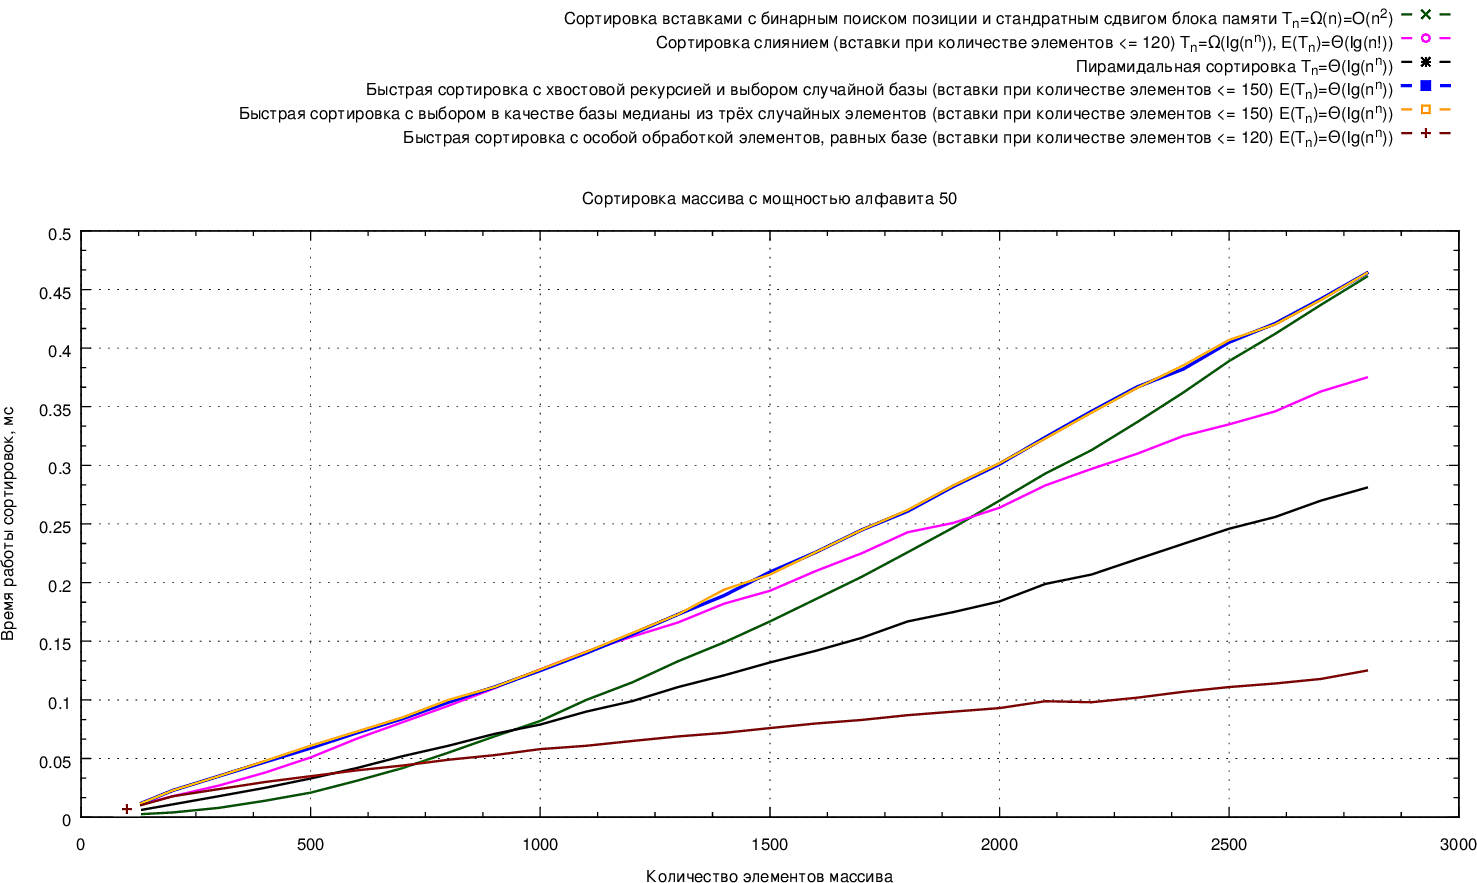 Сортировка вставками с бинарным поиском позиции и стандратным сдвигом блока памяти Tn=Ω(n)=O(n²)
Сортировка слиянием (вставки при количестве элементов <= 120) Tn=Ω(lg(nⁿ)), E(Tn)=Θ(lg(n!))
Пирамидальная сортировка Tn=Θ(lg(nⁿ))
Быстрая сортировка с хвостовой рекурсией и выбором случайной базы (вставки при количестве элементов <= 150) E(Tn)=Θ(lg(nⁿ))
Быстрая сортировка с выбором в качестве базы медианы из трёх случайных элементов (вставки при количестве элементов <= 150) E(Tn)=Θ(lg(nⁿ))
Быстрая сортировка с особой обработкой элементов, равных базе (вставки при количестве элементов <= 120) E(Tn)=Θ(lg(nⁿ))
Сортировка массива с мощностью алфавита 50
0.5
0.45
0.4
0.35
0.3
0.25
0.2
0.15
0.1
0.05
0
Время работы сортировок, мс
0 500 1000 1500 2000 2500 3000
Количество элементов массива